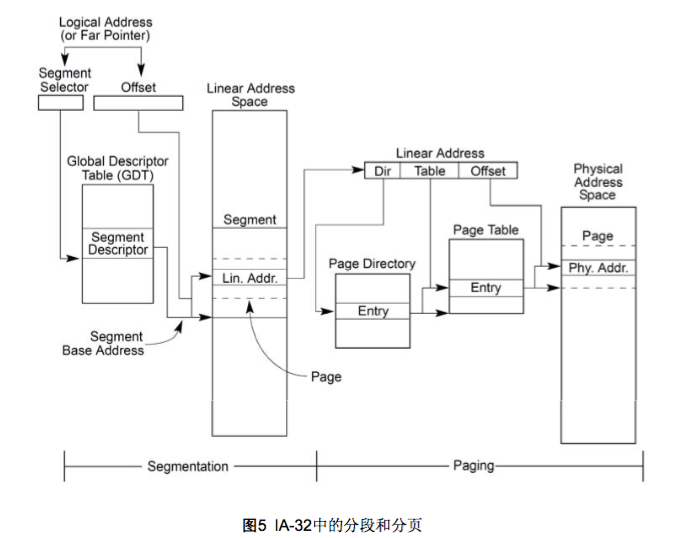 Logical Address
(or Far Pointer)
Segment
Selector
Offset
Linear Address
Space
Global Descriptor
Table (GDT)
Segment
Descriptor
Segment
Base Address
Segment
Lin. Addr.
Page
Linear Address
Dir
Table
Offset
Page Directory
Entry
Page Table
Entry
Physical
Address
Space
Page
Phy. Addr.
Segmentation
Paging
图5 IA-32中的分段和分页